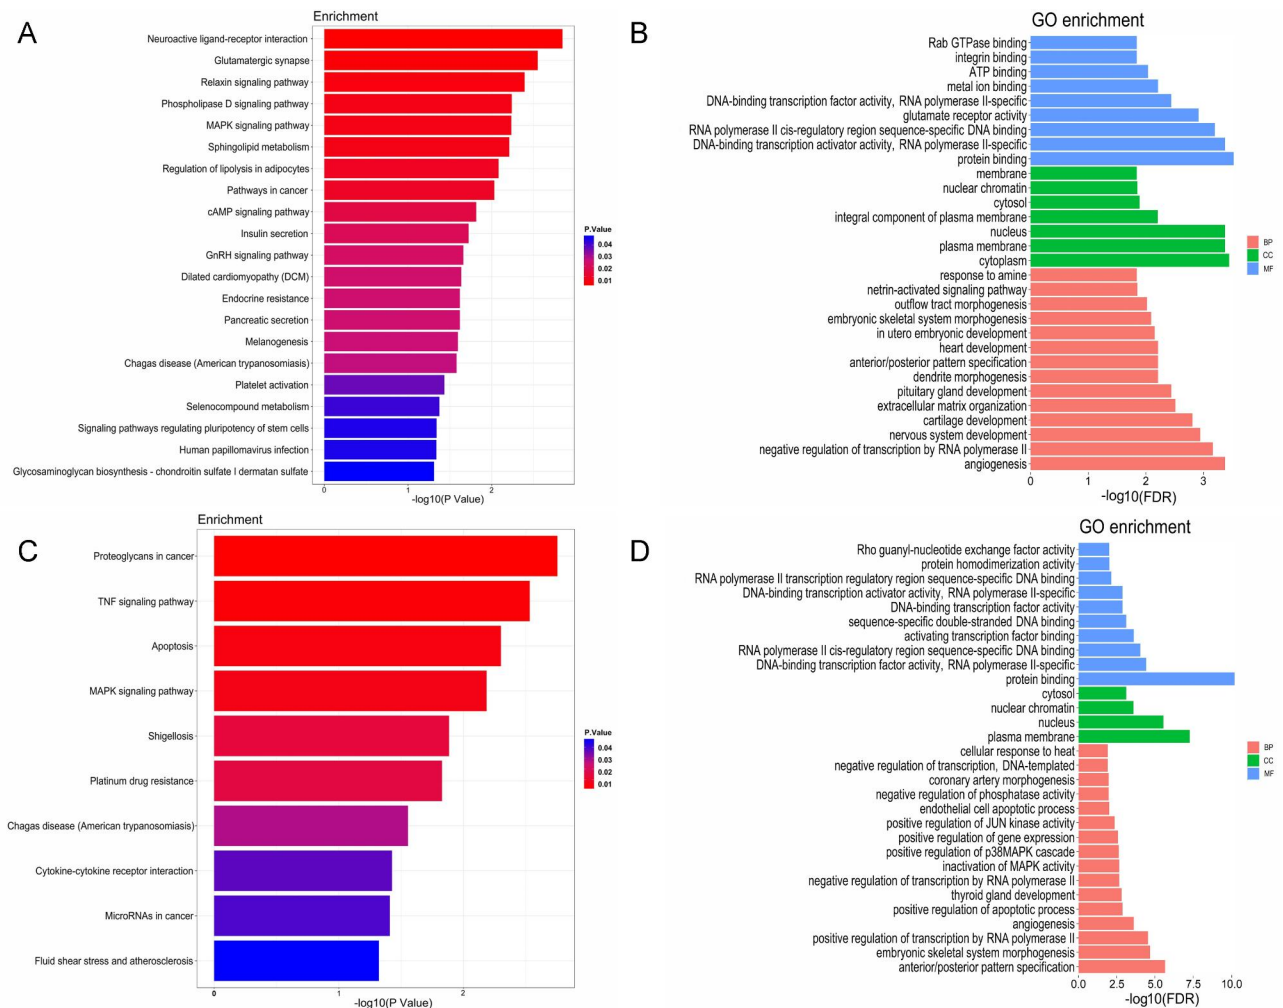 A
Enrichment
Neuroactive ligand-receptor interaction
Glutamatergic synapse
Relaxin signaling pathway
Phospholipase D signaling pathway
MAPK signaling pathway
Sphingolipid metabolism
Regulation of lipolysis in adipocytes
Pathways in cancer
cAMP signaling pathway
Insulin secretion
GnRH signaling pathway
Dilated cardiomyopathy (DCM)
Endocrine resistance
Pancreatic secretion
Melanogenesis
Chagas disease (American trypanosomiasis)
Platelet activation
Selenocompound metabolism
Signaling pathways regulating pluripotency of stem cells
Human papillomavirus infection
Glycosaminoglycan biosynthesis - chondroitin sulfate I dermatan sulfate
0 1 2
-log10(P Value)
P.Value
0.04
0.03
0.02
0.01
B
GO enrichment
Rab GTPase binding
integrin binding
ATP binding
metal ion binding
DNA-binding transcription factor activity, RNA polymerase II-specific
glutamate receptor activity
RNA polymerase II cis-regulatory region sequence-specific DNA binding
DNA-binding transcription activator activity, RNA polymerase II-specific
protein binding
membrane
nuclear chromatin
cytosol
integral component of plasma membrane
nucleus
plasma membrane
cytoplasm
response to amine
netrin-activated signaling pathway
outflow tract morphogenesis
embryonic skeletal system morphogenesis
in utero embryonic development
heart development
anterior/posterior pattern specification
dendrite morphogenesis
pituitary gland development
extracellular matrix organization
cartilage development
nervous system development
negative regulation of transcription by RNA polymerase II
angiogenesis
0 1 2 3
-log10(FDR)
BP
CC
MF
C
Enrichment
Proteoglycans in cancer
TNF signaling pathway
Apoptosis
MAPK signaling pathway
Shigellosis
Platinum drug resistance
Chagas disease (American trypanosomiasis)
Cytokine-cytokine receptor interaction
MicroRNAs in cancer
Fluid shear stress and atherosclerosis
0 1 2
-log10(P Value)
P.Value
0.04
0.03
0.02
0.01
D
GO enrichment
Rho guanyl-nucleotide exchange factor activity
protein homodimerization activity
RNA polymerase II transcription regulatory region sequence-specific DNA binding
DNA-binding transcription activator activity, RNA polymerase II-specific
DNA-binding transcription factor activity
sequence-specific double-stranded DNA binding
activating transcription factor binding
RNA polymerase II cis-regulatory region sequence-specific DNA binding
DNA-binding transcription factor activity, RNA polymerase II-specific
protein binding
cytosol
nuclear chromatin
nucleus
plasma membrane
cellular response to heat
negative regulation of transcription, DNA-templated
coronary artery morphogenesis
negative regulation of phosphatase activity
endothelial cell apoptotic process
positive regulation of JUN kinase activity
positive regulation of gene expression
positive regulation of p38MAPK cascade
inactivation of MAPK activity
negative regulation of transcription by RNA polymerase II
thyroid gland development
positive regulation of apoptotic process
angiogenesis
positive regulation of transcription by RNA polymerase II
embryonic skeletal system morphogenesis
anterior/posterior pattern specification
0.0 2.5 5.0 7.5 10.0
-log10(FDR)
BP
CC
MF